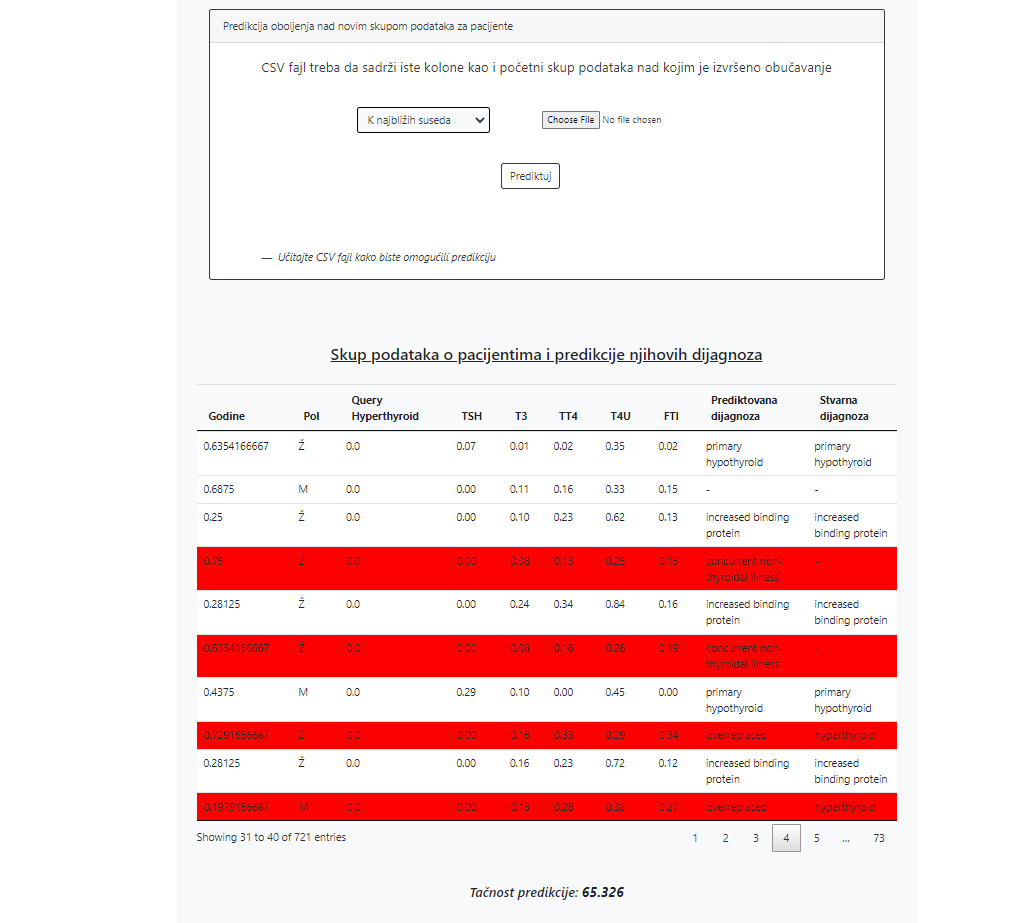 Predikcija oboljenja nad novim skupom podataka za pacijente
CSV fajl treba da sadrži iste kolone kao i početni skup podataka nad kojim je izvršeno obučavanje
K najbližih suseda Choose File No file chosen
Prediktuj
— Učitajte CSV fajl kako biste omogućili predikciju
Skup podataka o pacijentima i predikcije njihovih dijagnoza
Godine Pol Query Hyperthyroid TSH T3 TT4 T4U FTI Prediktovana dijagnoza Stvarna dijagnoza
0.6354166667 Ž 0.0 0.07 0.01 0.02 0.35 0.02 primary hypothyroid primary hypothyroid
0.6875 M 0.0 0.00 0.11 0.16 0.33 0.15 - -
0.25 Ž 0.0 0.00 0.10 0.23 0.62 0.13 increased binding protein increased binding protein
0.75 Ž 0.0 0.00 0.08 0.13 0.25 0.15 concurrent non-thyroidal illness -
0.28125 Ž 0.0 0.00 0.24 0.34 0.84 0.16 increased binding protein increased binding protein
0.6354166667 Ž 0.0 0.00 0.08 0.18 0.28 0.19 concurrent non-thyroidal illness -
0.4375 M 0.0 0.29 0.10 0.00 0.45 0.00 primary hypothyroid primary hypothyroid
0.7291666667 Ž 0.0 0.00 0.16 0.33 0.29 0.34 overreplaced hyperthyroid
0.28125 Ž 0.0 0.00 0.16 0.23 0.72 0.12 increased binding protein increased binding protein
0.1979166667 M 0.0 0.00 0.13 0.28 0.32 0.27 overreplaced hyperthyroid
Showing 31 to 40 of 721 entries 1 2 3 4 5 ... 73
Tačnost predikcije: 65.326